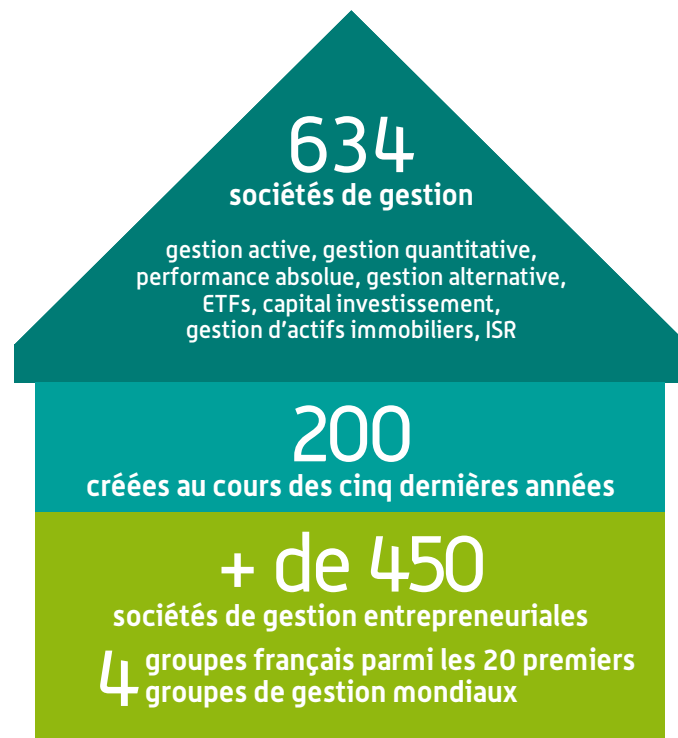 634
sociétés de gestion
gestion active, gestion quantitative,
performance absolue, gestion alternative,
ETFs, capital investissement,
gestion d'actifs immobiliers, ISR
200
créées au cours des cinq dernières années
+ de 450
sociétés de gestion entrepreneuriales
4 groupes français parmi les 20 premiers
groupes de gestion mondiaux